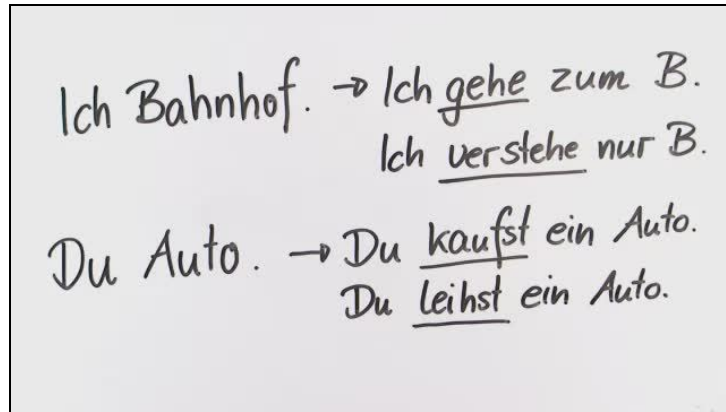 Ich Bahnhof. → Ich gehe zum B.
Ich verstehe nur B.
Du Auto. → Du kaufst ein Auto.
Du leihst ein Auto.